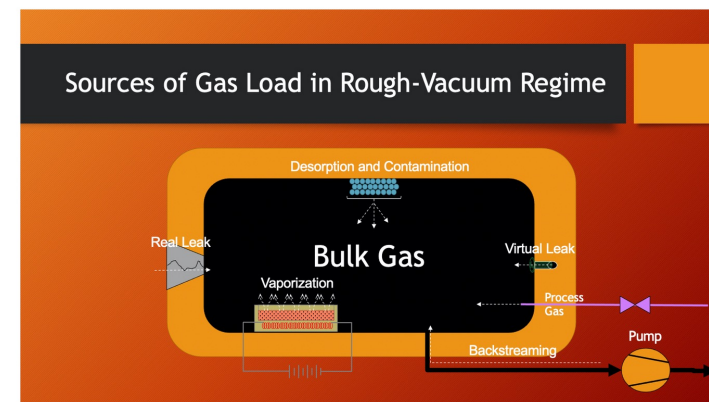 Sources of Gas Load in Rough-Vacuum Regime
Desorption and Contamination
Real Leak
Bulk Gas
Virtual Leak
Vaporization
Process
Gas
Pump
Backstreaming